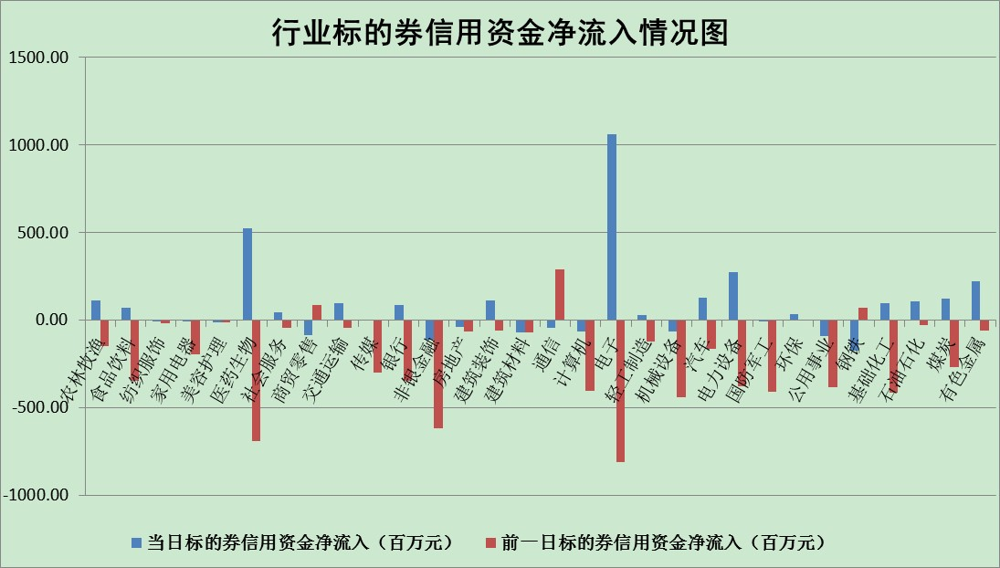 行业标的券信用资金净流入情况图
1500.00
1000.00
500.00
0.00
-500.00
-1000.00
农林牧渔
食品饮料
纺织服饰
家用电器
美容护理
医药生物
社会服务
商贸零售
交通运输
传媒
银行
非银金融
房地产
建筑装饰
建筑材料
通信
计算机
电子
轻工制造
机械设备
汽车
电力设备
国防军工
环保
公用事业
钢铁
基础化工
石油石化
煤炭
有色金属
当日标的券信用资金净流入（百万元）
前一日标的券信用资金净流入（百万元）